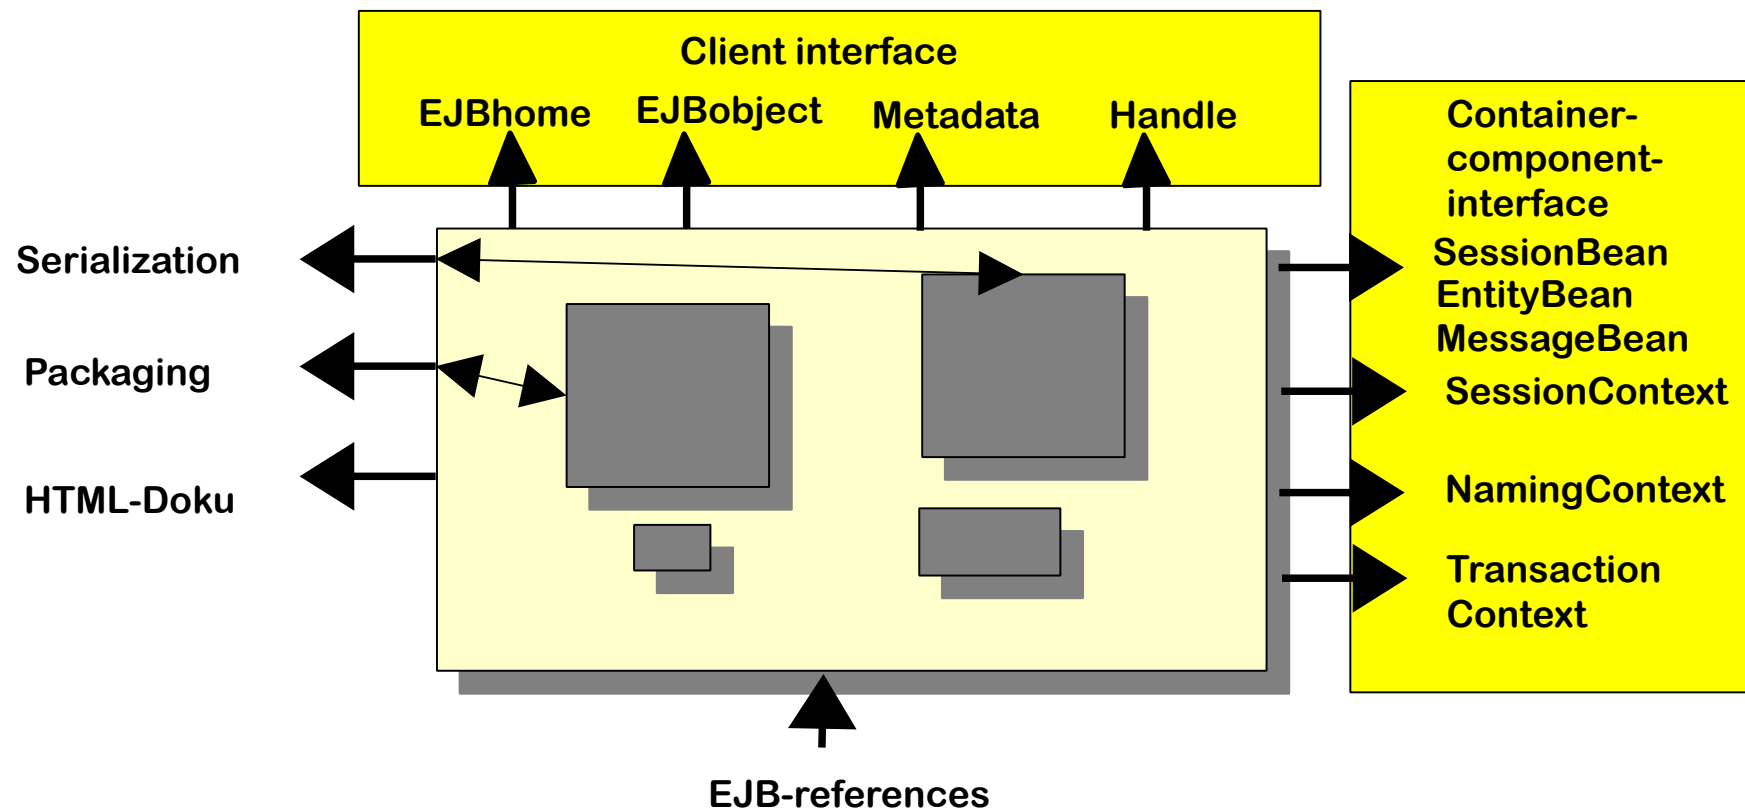 Client interface
EJBhome EJBobject Metadata Handle
Container-
component-
interface
SessionBean
EntityBean
MessageBean
SessionContext
NamingContext
Transaction
Context
Serialization
Packaging
HTML-Doku
EJB-references